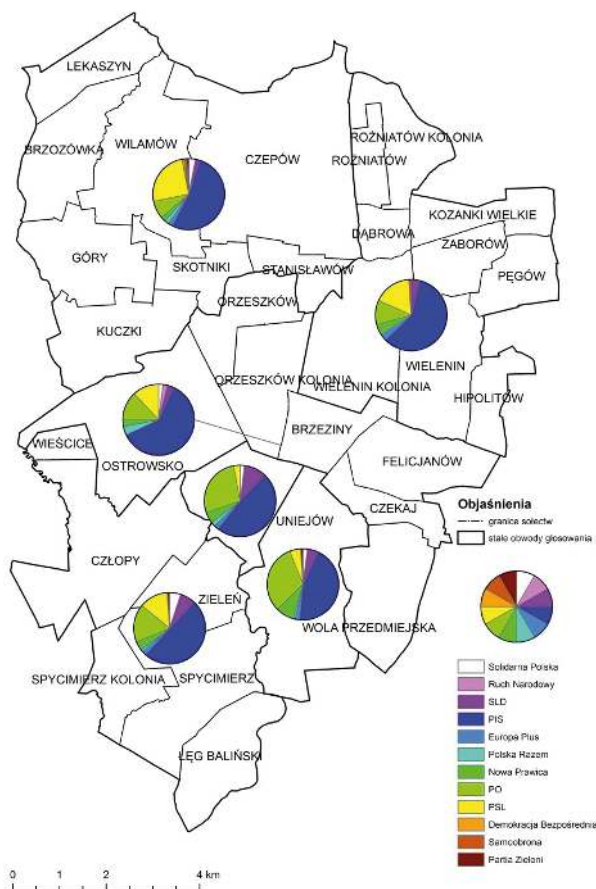 LEKASZYN
ROŻNIATÓW KOLONIA
BRZOZÓWKA
WILAMÓW
CZEPÓW
ROŻNIATÓW
KOZANKI WIELKIE
DĄBROWA
ZABORÓW
GÓRY
SKOTNIKI
STANISŁAWÓW
PĘGÓW
ORZESZKÓW
KUCZKI
WIELENIN
ORZESZKÓW KOLONIA
WIELENIN KOLONIA
HIPOLITÓW
BRZEZINY
WIEŚCICE
OSTROWSKO
FELICJANÓW
UNIEJÓW
CZEKAJ
CZŁOPY
ZIELEŃ
WOLA PRZEDMIEJSKA
SPYCIMIERZ KOLONIA
SPYCIMIERZ
ŁĘG BALIŃSKI
Objaśnienia
granice sołectw
stałe obwody głosowania
Solidarna Polska
Ruch Narodowy
SLD
PIS
Europa Plus
Polska Razem
Nowa Prawica
PO
PSL
Demokracja Bezpośrednia
Samoobrona
Partia Zieloni
0 1 2 4 km